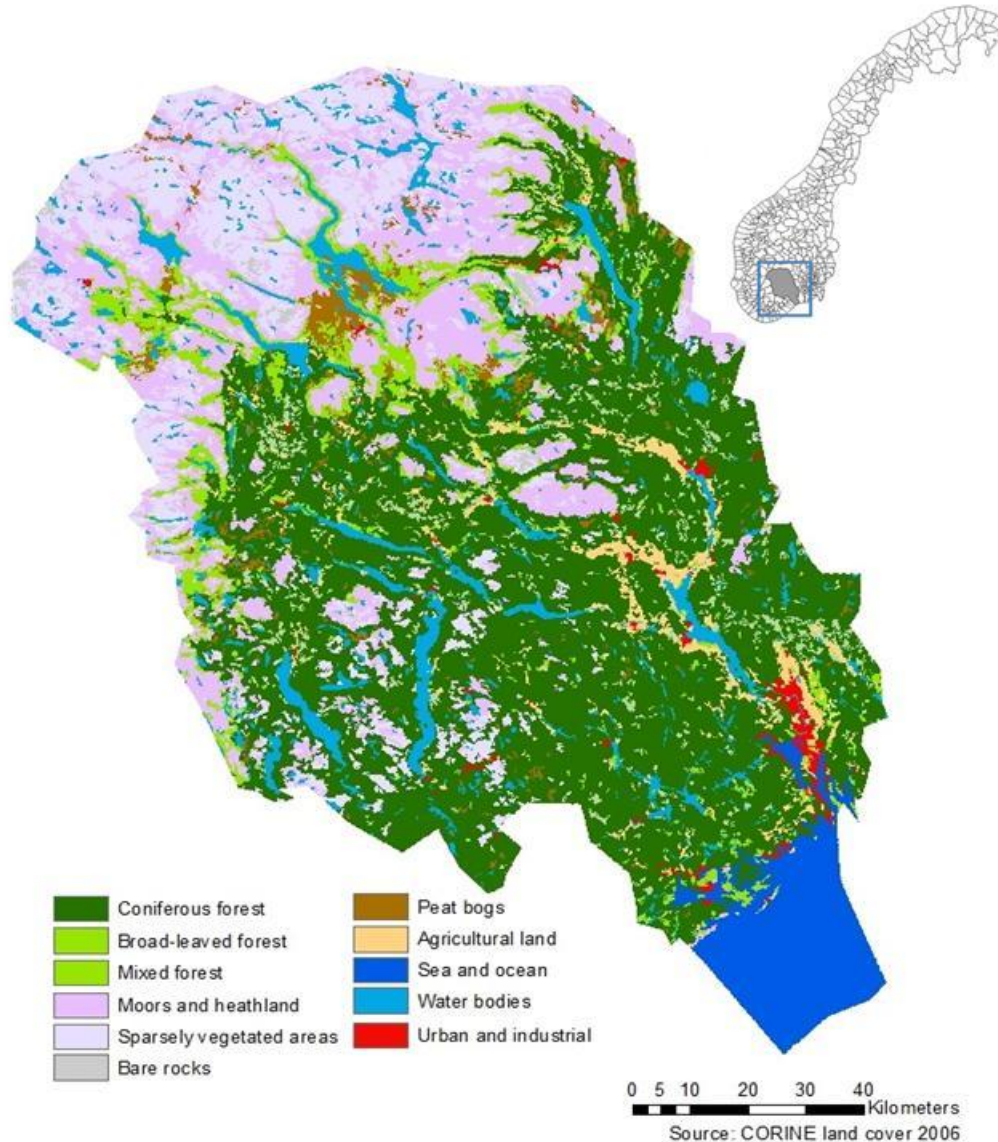 Coniferous forest
Broad-leaved forest
Mixed forest
Moors and heathland
Sparsely vegetated areas
Bare rocks
Peat bogs
Agricultural land
Sea and ocean
Water bodies
Urban and industrial
0 5 10 20 30 40
Kilometers
Source: CORINE land cover 2006